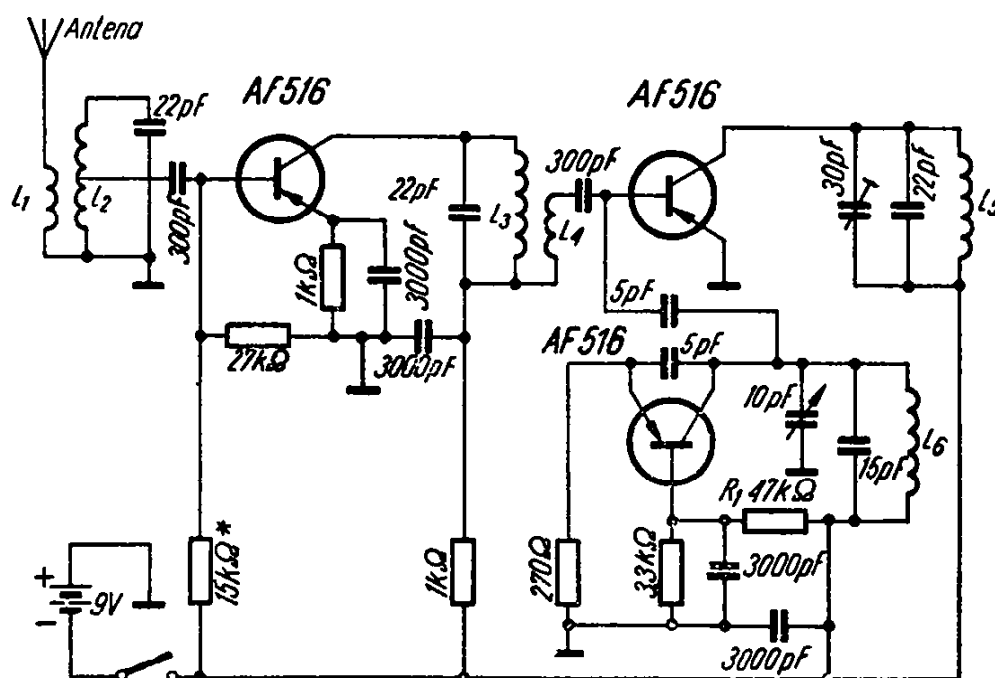 Antena
L1
L2
22pF
300pF
AF516
1kΩ
3000pF
27kΩ
3000pF
22pF
L3
L4
300pF
AF516
30pF
22pF
L5
5pF
AF516
5pF
10pF
15pF
L6
R1 47kΩ
270Ω
33kΩ
3000pF
3000pF
15kΩ*
1kΩ
+
9V
-